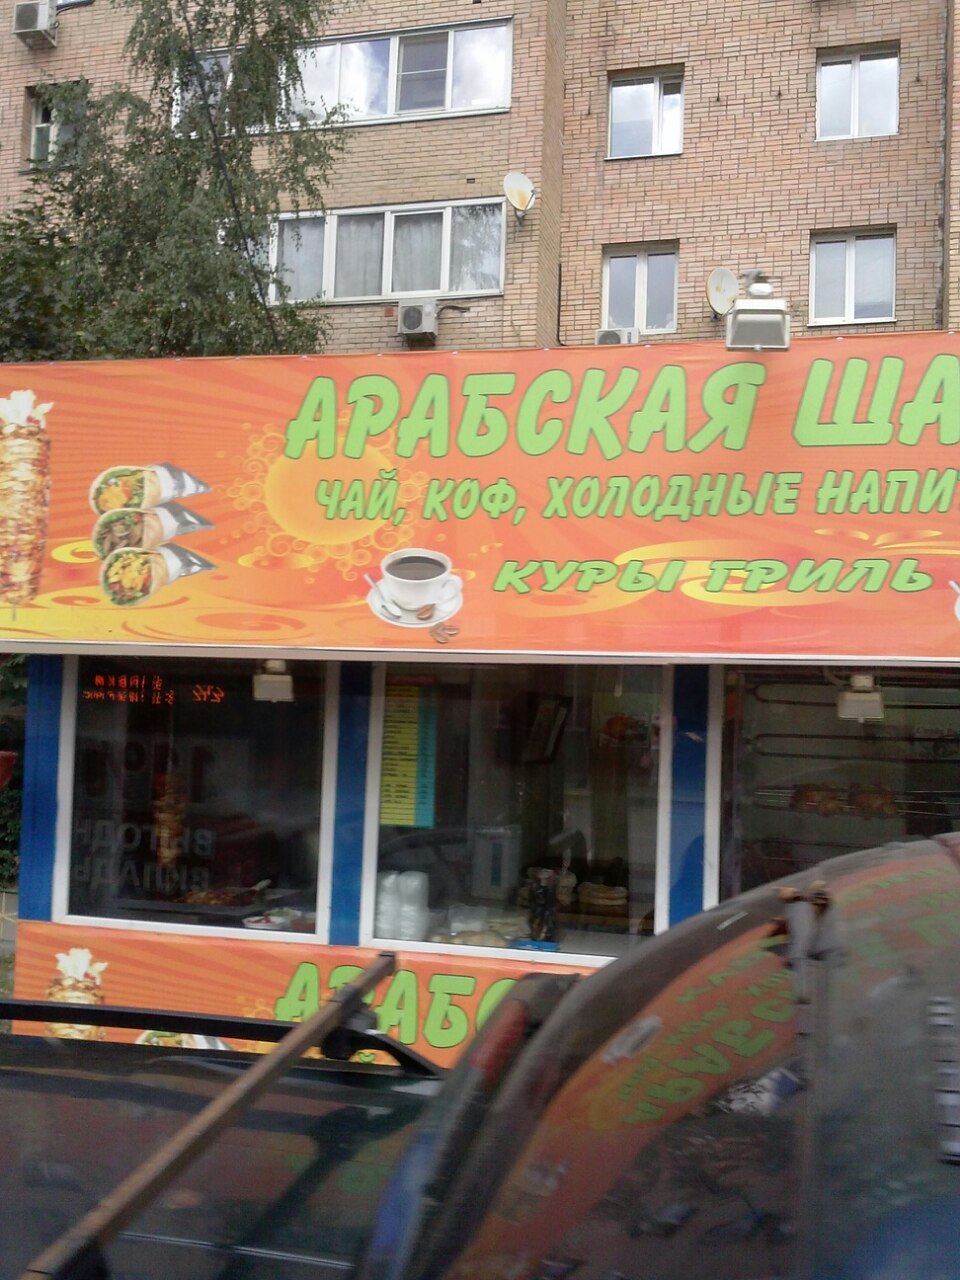 АРАБСКАЯ ША
ЧАЙ, КОФ, ХОЛОДНЫЕ НАПИТ
КУРЫ ГРИЛЬ
АРАБС